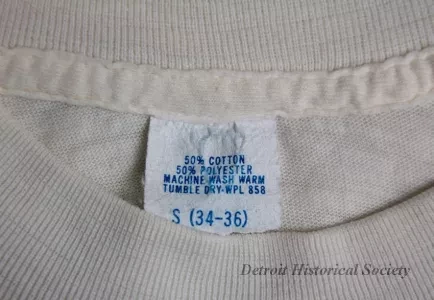 50% COTTON
50% POLYESTER
MACHINE WASH WARM
TUMBLE DRY-WPL 858
S (34-36)
Detroit Historical Society